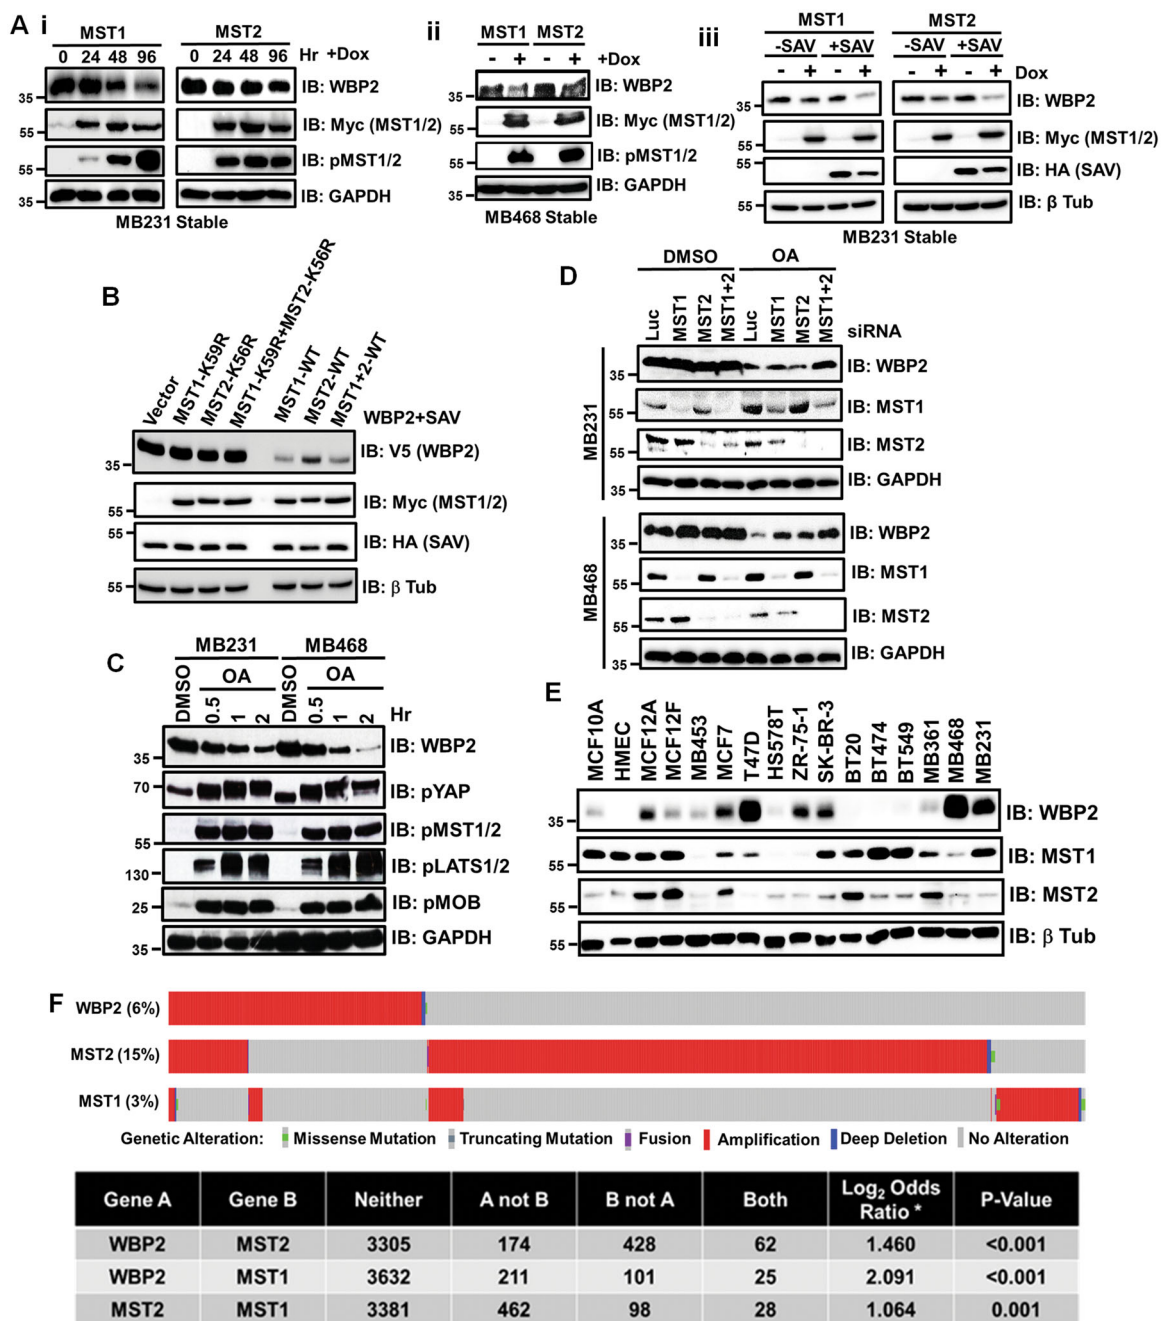 A i
MST1 MST2
0 24 48 96 0 24 48 96 Hr +Dox
IB: WBP2
35
IB: Myc (MST1/2)
55
IB: pMST1/2
55
IB: GAPDH
35
MB231 Stable
ii
MST1 MST2
- + - + +Dox
IB: WBP2
35
IB: Myc (MST1/2)
55
IB: pMST1/2
55
IB: GAPDH
35
MB468 Stable
iii
MST1 MST2
-SAV +SAV -SAV +SAV
- + - + - + - + Dox
IB: WBP2
35
IB: Myc (MST1/2)
55
IB: HA (SAV)
IB: β Tub
55
MB231 Stable
B
Vector
MST1-K59R
MST2-K56R
MST1-K59R+MST2-K56R
MST1-WT
MST2-WT
MST1+2-WT
WBP2+SAV
IB: V5 (WBP2)
35
IB: Myc (MST1/2)
55
55
IB: HA (SAV)
IB: β Tub
55
C
MB231 MB468
DMSO OA DMSO OA
0.5 1 2 0.5 1 2 Hr
IB: WBP2
35
70
IB: pYAP
IB: pMST1/2
55
IB: pLATS1/2
130
IB: pMOB
25
IB: GAPDH
35
D
DMSO OA
Luc MST1 MST2 MST1+2 Luc MST1 MST2 MST1+2
siRNA
MB231
IB: WBP2
35
IB: MST1
55
IB: MST2
55
IB: GAPDH
35
MB468
IB: WBP2
35
IB: MST1
55
IB: MST2
55
IB: GAPDH
35
E
MCF10A HMEC MCF12A MCF12F MB453 MCF7 T47D HS578T ZR-75-1 SK-BR-3 BT20 BT474 BT549 MB361 MB468 MB231
IB: WBP2
35
IB: MST1
55
IB: MST2
55
IB: β Tub
55
F
WBP2 (6%)
MST2 (15%)
MST1 (3%)
Genetic Alteration: Missense Mutation Truncating Mutation Fusion Amplification Deep Deletion No Alteration
Gene A Gene B Neither A not B B not A Both Log2 Odds Ratio * P-Value
WBP2 MST2 3305 174 428 62 1.460 <0.001
WBP2 MST1 3632 211 101 25 2.091 <0.001
MST2 MST1 3381 462 98 28 1.064 0.001